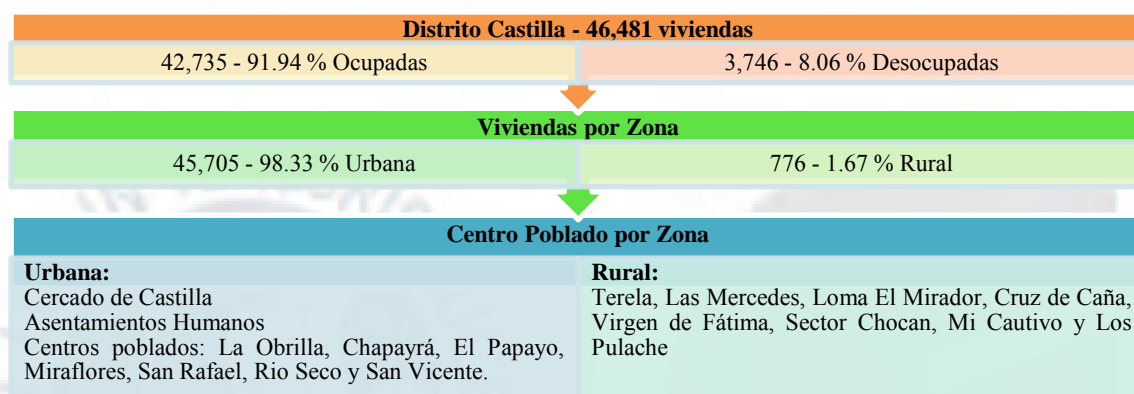 Distrito Castilla - 46,481 viviendas
42,735 - 91.94 % Ocupadas
3,746 - 8.06 % Desocupadas
Viviendas por Zona
45,705 - 98.33 % Urbana
776 - 1.67 % Rural
Centro Poblado por Zona
Urbana:
Cercado de Castilla
Asentamientos Humanos
Centros poblados: La Obrilla, Chapayrá, El Papayo,
Miraflores, San Rafael, Rio Seco y San Vicente.
Rural:
Terela, Las Mercedes, Loma El Mirador, Cruz de Caña,
Virgen de Fátima, Sector Chocan, Mi Cautivo y Los
Pulache